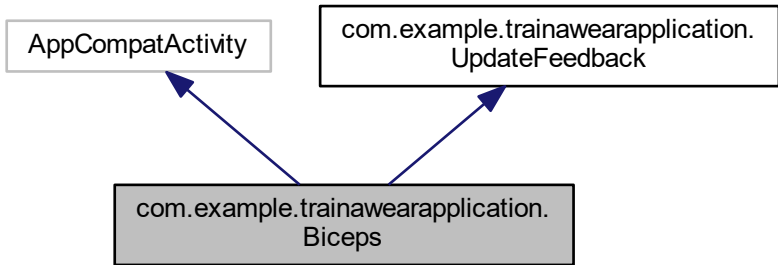 AppCompatActivity
com.example.trainawearapplication.
UpdateFeedback
com.example.trainawearapplication.
Biceps